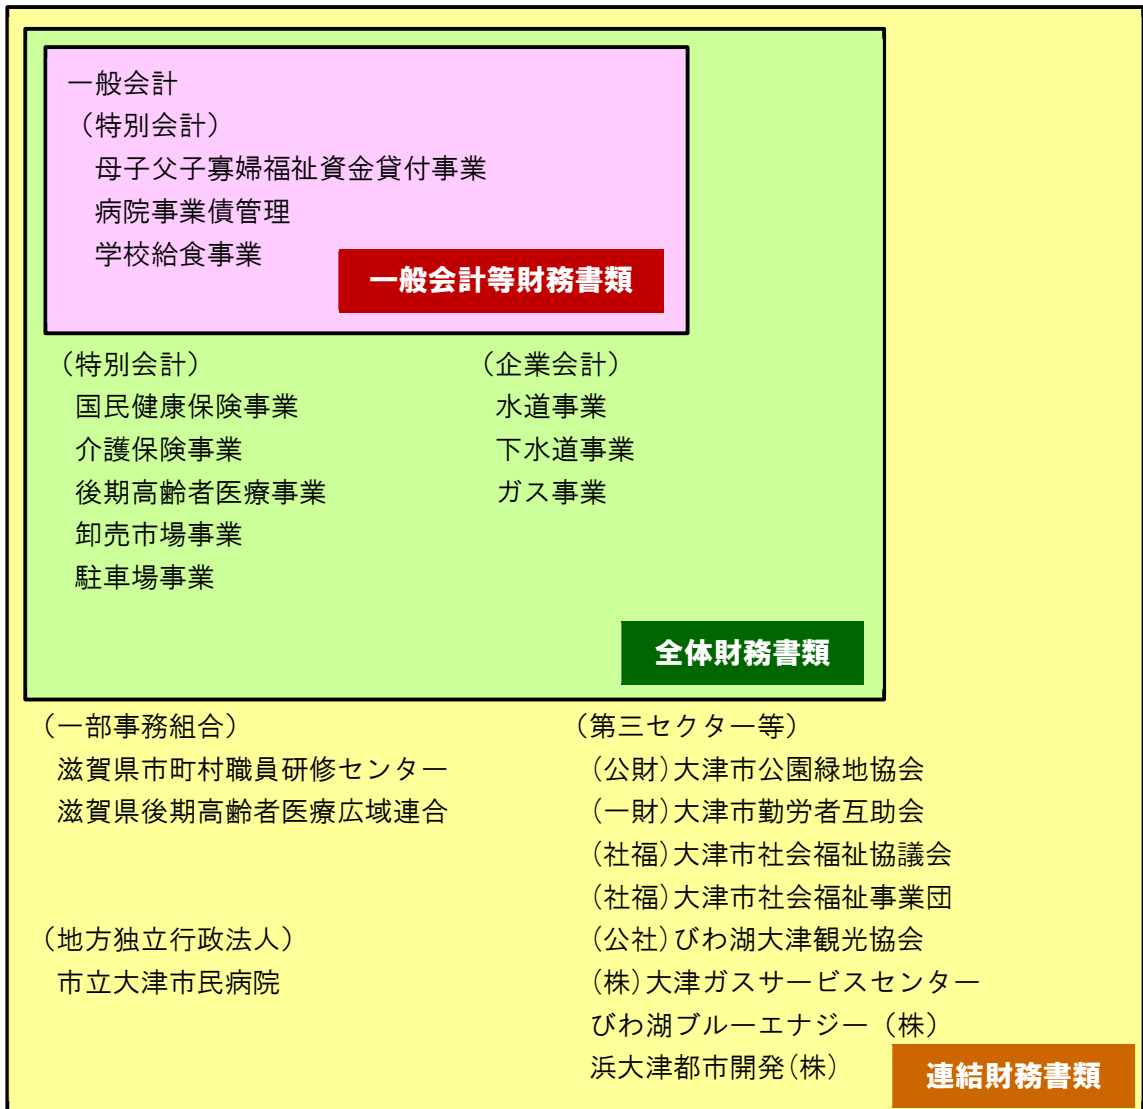 一般会計
（特別会計）
母子父子寡婦福祉資金貸付事業
病院事業債管理
学校給食事業
一般会計等財務書類
（特別会計）
国民健康保険事業
介護保険事業
後期高齢者医療事業
卸売市場事業
駐車場事業
（企業会計）
水道事業
下水道事業
ガス事業
全体財務書類
（一部事務組合）
滋賀県市町村職員研修センター
滋賀県後期高齢者医療広域連合
（地方独立行政法人）
市立大津市民病院
（第三セクター等）
(公財)大津市公園緑地協会
(一財)大津市勤労者互助会
(社福)大津市社会福祉協議会
(社福)大津市社会福祉事業団
(公社)びわ湖大津観光協会
(株)大津ガスサービスセンター
びわ湖ブルーエナジー（株）
浜大津都市開発(株)
連結財務書類